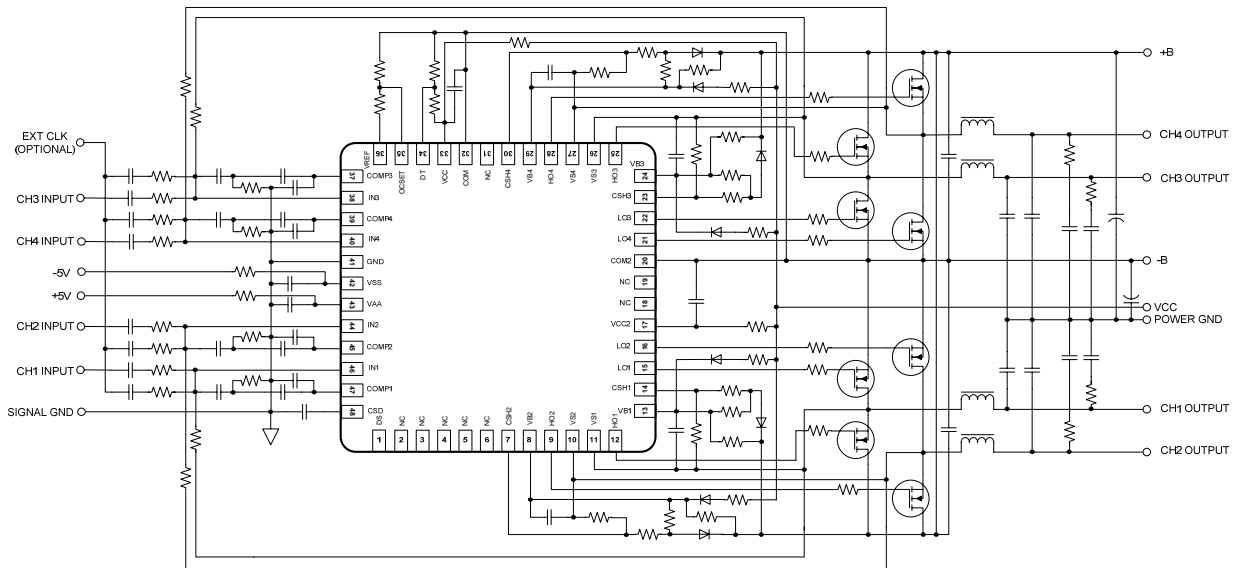 +B
EXT CLK
(OPTIONAL)
CH4 OUTPUT
CH3 OUTPUT
36 35 34 33 32 31 30 29 28 27 26 25
VREF OCSET DT VCC COM NC CSH4 VB4 HO4 VS4 VS3 HO3
37 COMP3
VB3 24
CH3 INPUT
38 IN3
CSH3 23
39 COMP4
LO3 22
CH4 INPUT
40 IN4
LO4 21
41 GND
COM2 20
-B
-5V
42 VSS
NC 19
+5V
43 VAA
NC 18
VCC
POWER GND
CH2 INPUT
44 IN2
VCC2 17
45 COMP2
LO2 16
CH1 INPUT
46 IN1
LO1 15
47 COMP1
CSH1 14
SIGNAL GND
48 CSD
VB1 13
CH1 OUTPUT
DS NC NC NC NC NC CSH2 VB2 HO2 VS2 VS1 HO1
1 2 3 4 5 6 7 8 9 10 11 12
CH2 OUTPUT